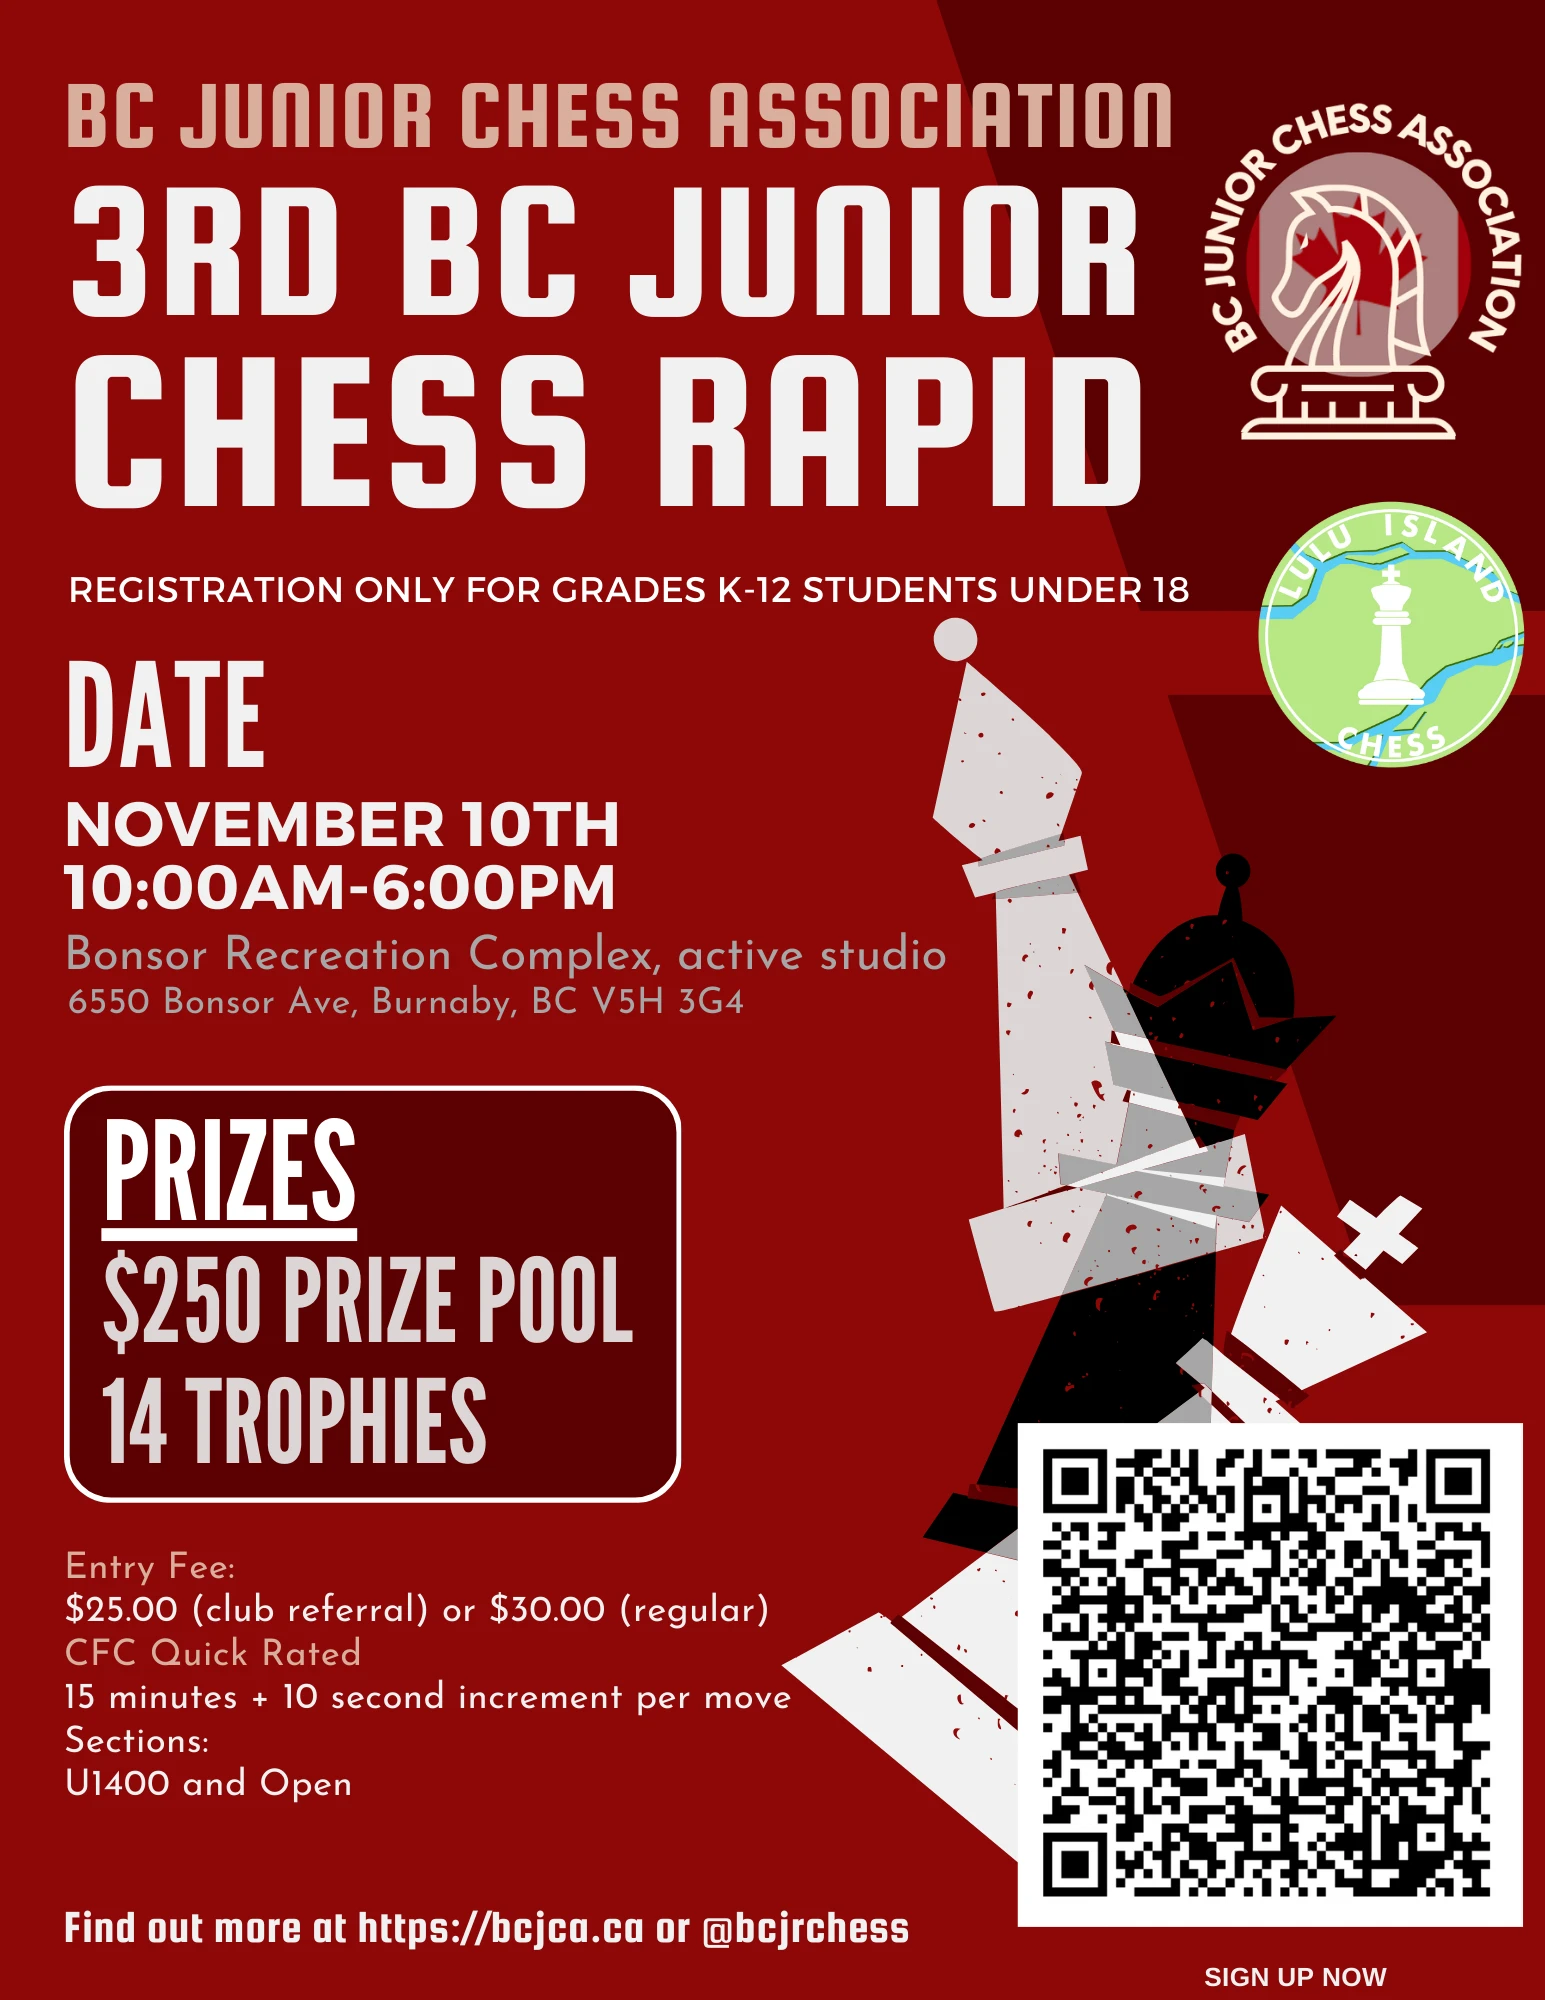 BC JUNIOR CHESS ASSOCIATION
3RD BC JUNIOR
CHESS RAPID
BC JUNIOR CHESS ASSOCIATION
REGISTRATION ONLY FOR GRADES K-12 STUDENTS UNDER 18
LULU ISLAND
CHESS
DATE
NOVEMBER 10TH
10:00AM-6:00PM
Bonsor Recreation Complex, active studio
6550 Bonsor Ave, Burnaby, BC V5H 3G4
PRIZES
$250 PRIZE POOL
14 TROPHIES
Entry Fee:
$25.00 (club referral) or $30.00 (regular)
CFC Quick Rated
15 minutes + 10 second increment per move
Sections:
U1400 and Open
Find out more at https://bcjca.ca or @bcjrchess
SIGN UP NOW